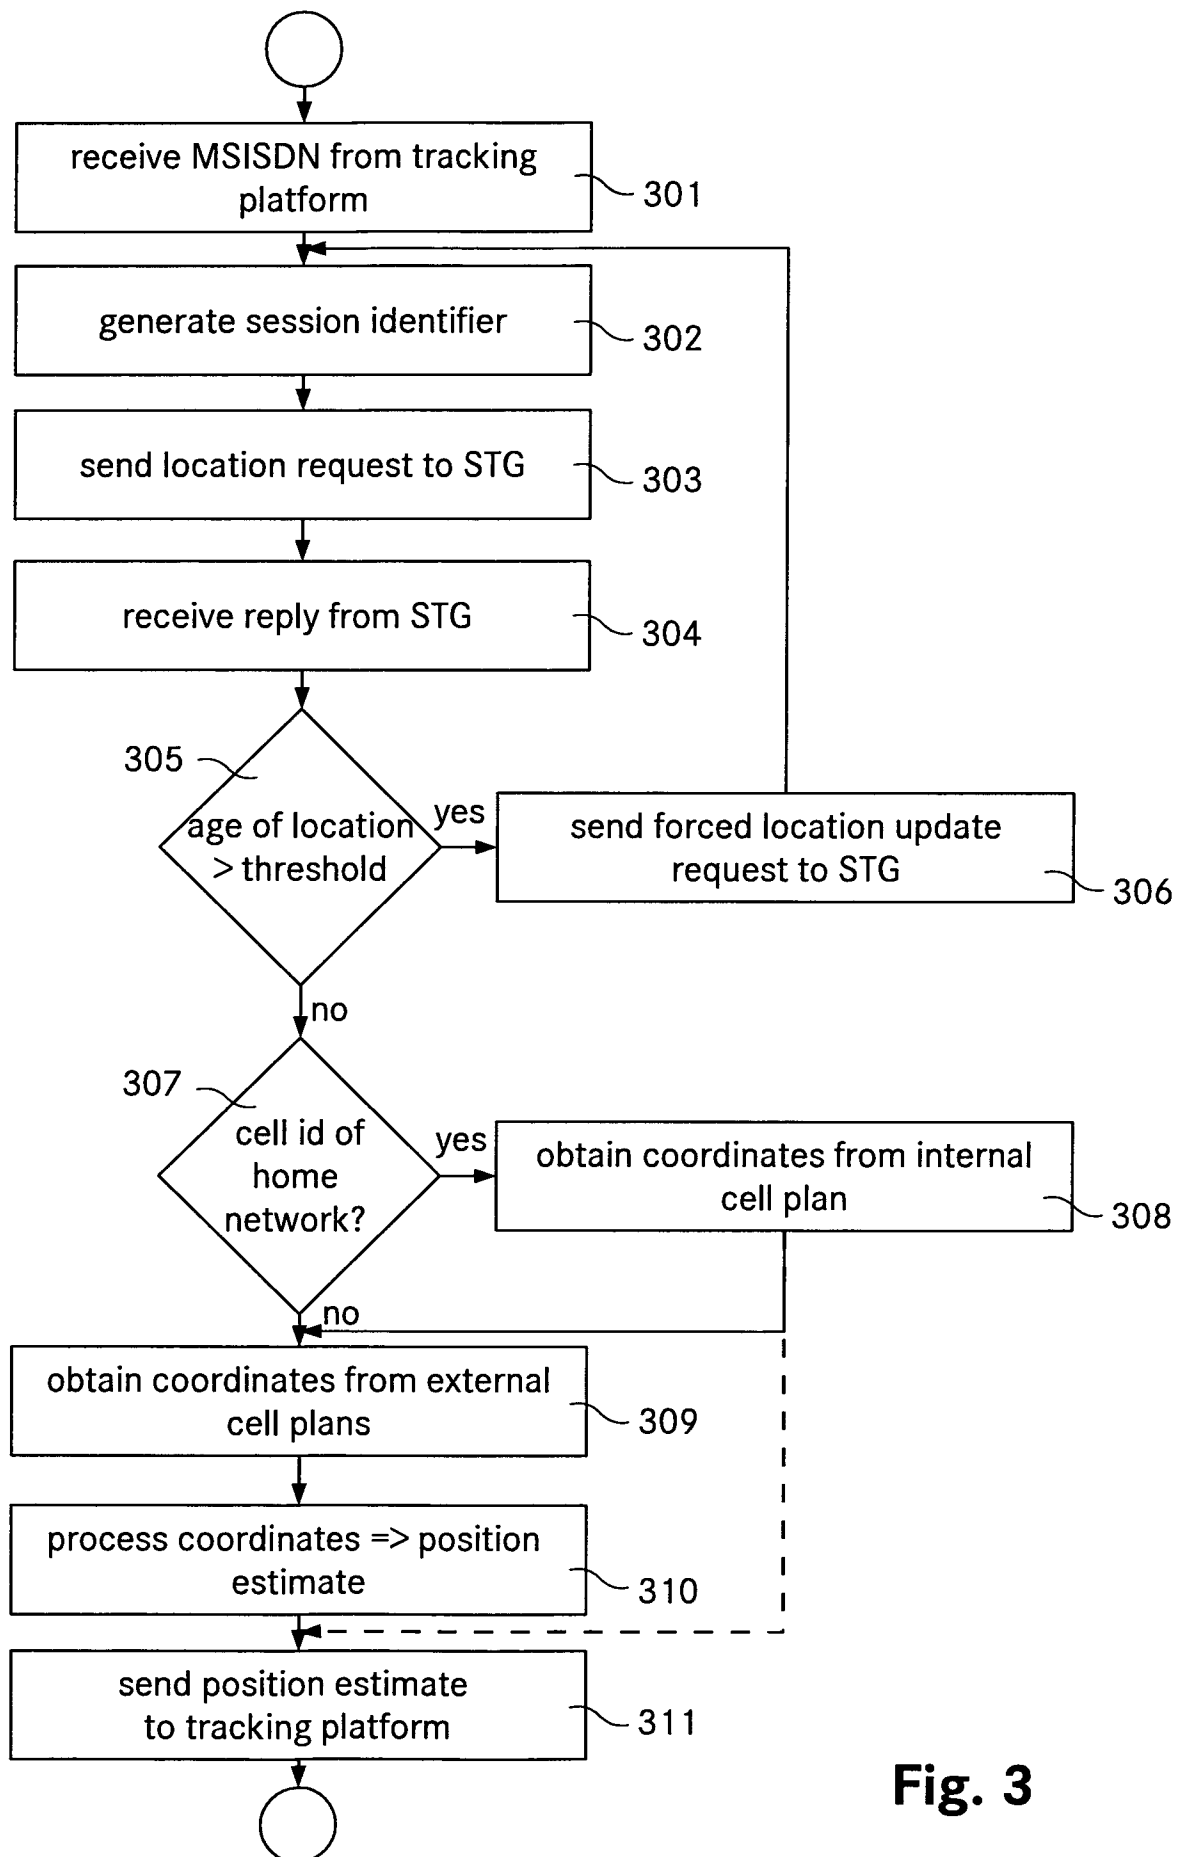 receive MSISDN from tracking
platform
301
generate session identifier
302
send location request to STG
303
receive reply from STG
304
305
age of location
> threshold
yes
send forced location update
request to STG
306
no
307
cell id of
home
network?
yes
obtain coordinates from internal
cell plan
308
no
obtain coordinates from external
cell plans
309
process coordinates => position
estimate
310
send position estimate
to tracking platform
311
Fig. 3